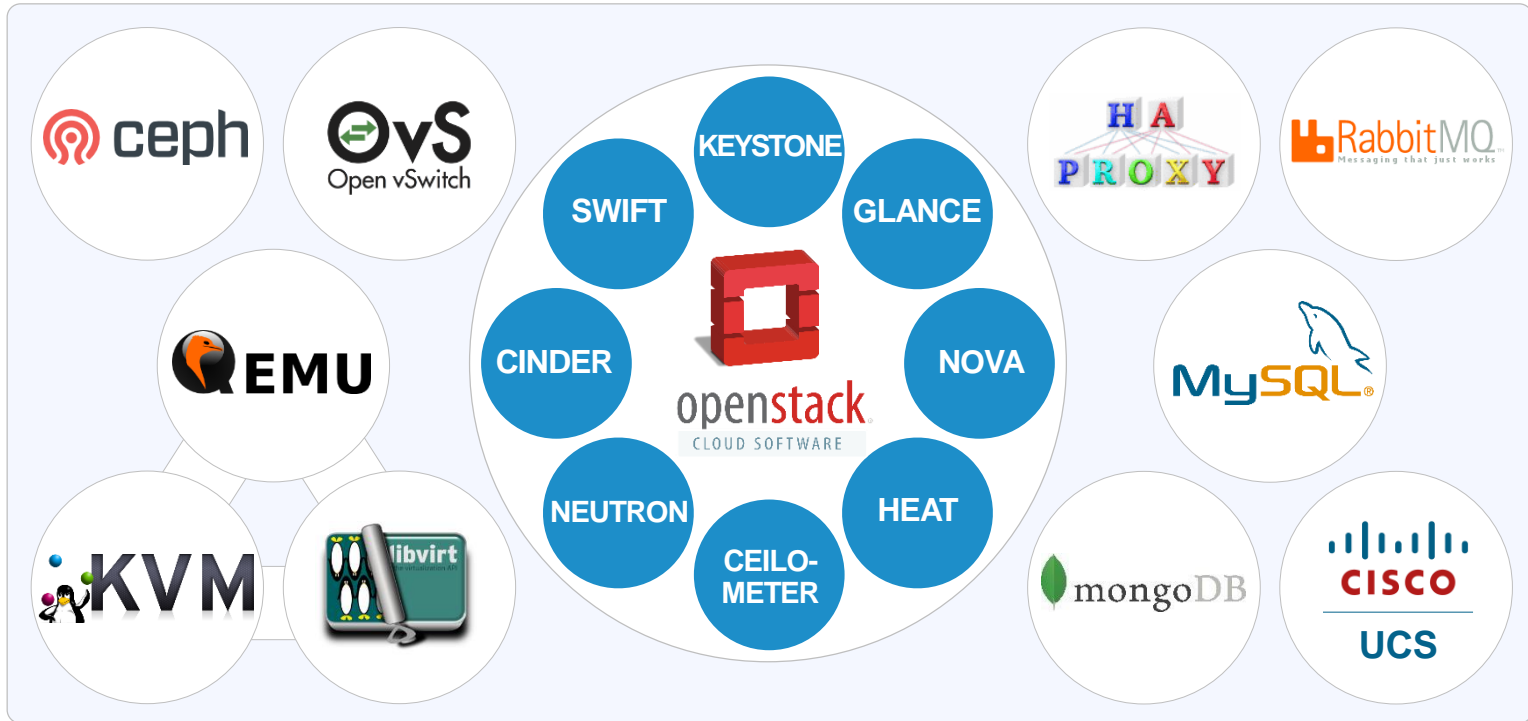 ceph
OvS
Open vSwitch
QEMU
KVM
libvirt
KEYSTONE
SWIFT
GLANCE
CINDER
NOVA
NEUTRON
HEAT
CEILO-
METER
openstack
CLOUD SOFTWARE
HA
PROXY
RabbitMQ
Messaging that just works
MySQL®
mongoDB
CISCO
UCS